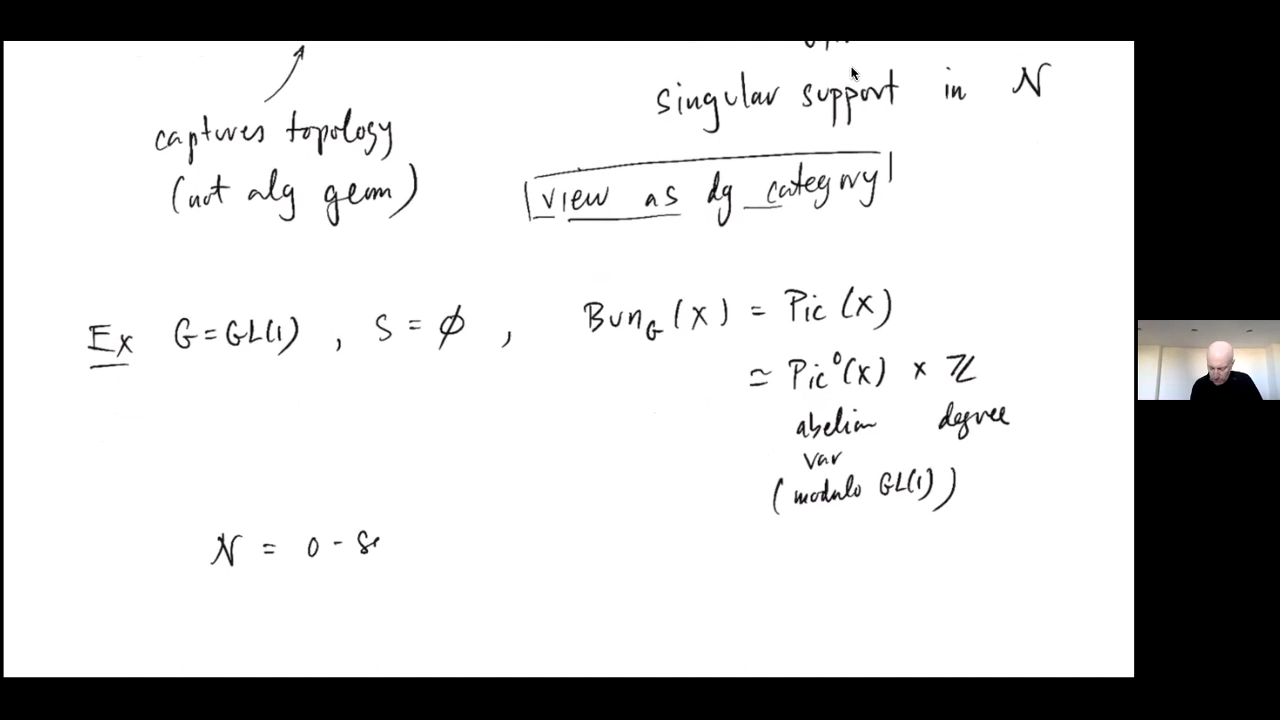 singular support in N
captures topology
(not alg geom)
view as dg category
Ex G = GL(1) , S = ∅ , Bun_G (X) = Pic (X)
≃ Pic⁰(X) × ℤ
abelian degree
var
(modulo GL(1))
N = 0 - se